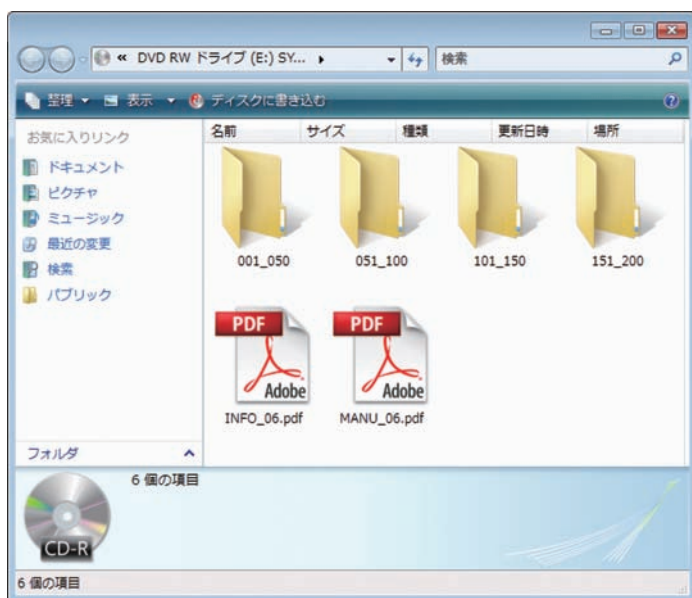 « DVD RW ドライブ (E:) SY...
検索
整理 表示 ディスクに書き込む
お気に入りリンク
ドキュメント
ピクチャ
ミュージック
最近の変更
検索
パブリック
フォルダ
名前 サイズ 種類 更新日時 場所
001_050 051_100 101_150 151_200
PDF PDF
Adobe Adobe
INFO_06.pdf MANU_06.pdf
6 個の項目
CD-R
6 個の項目